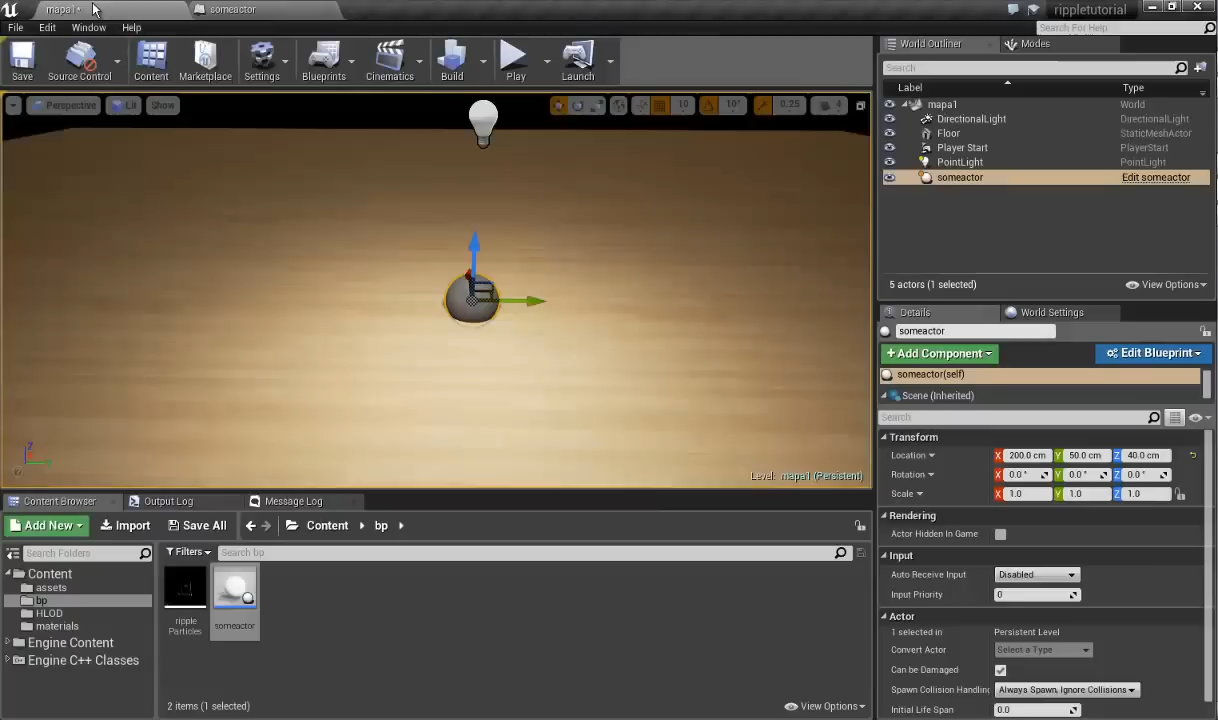 mapa1*
someactor
rippletutorial
File Edit Window Help
Search For Help
Save
Source Control
Content
Marketplace
Settings
Blueprints
Cinematics
Build
Play
Launch
Perspective
Lit
Show
10
10°
0.25
4
Level: mapa1 (Persistent)
World Outliner
Modes
Search
Label Type
mapa1 World
DirectionalLight DirectionalLight
Floor StaticMeshActor
Player Start PlayerStart
PointLight PointLight
someactor Edit someactor
5 actors (1 selected)
View Options
Details
World Settings
someactor
+Add Component
Edit Blueprint
someactor(self)
Scene (Inherited)
Search
Transform
Location X 200.0 cm Y 50.0 cm Z 40.0 cm
Rotation X 0.0° Y 0.0° Z 0.0°
Scale X 1.0 Y 1.0 Z 1.0
Rendering
Actor Hidden In Game
Input
Auto Receive Input Disabled
Input Priority 0
Actor
1 selected in Persistent Level
Convert Actor Select a Type
Can be Damaged
Spawn Collision Handling Always Spawn, Ignore Collisions
Initial Life Span 0.0
Content Browser
Output Log
Message Log
Add New
Import
Save All
Content
bp
Search Folders
Filters
Search bp
Content
assets
bp
HLOD
materials
Engine Content
Engine C++ Classes
ripple
Particles
someactor
2 items (1 selected)
View Options